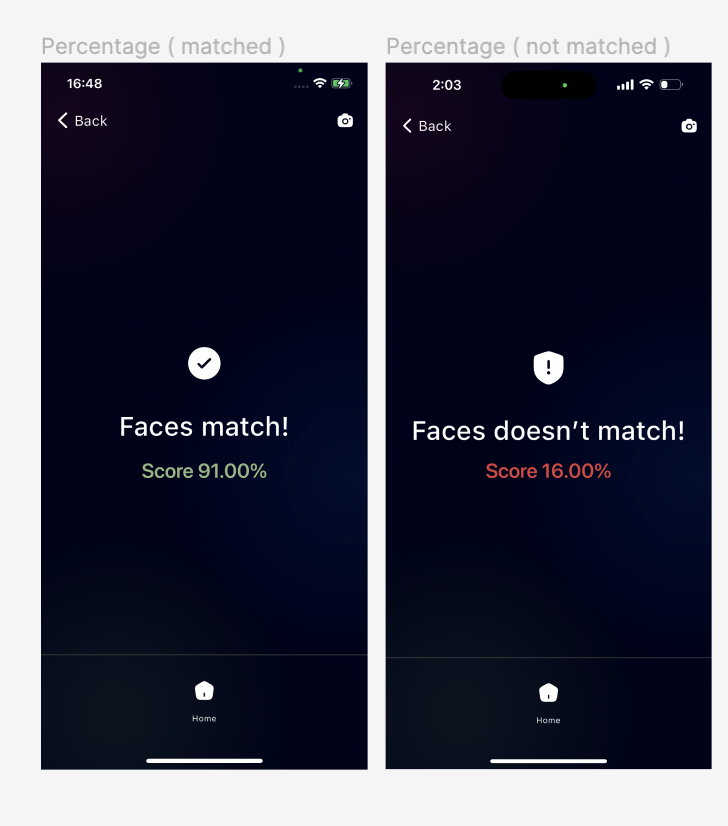 Percentage ( matched )
16:48
Back
Faces match!
Score 91.00%
Home
Percentage ( not matched )
2:03
Back
Faces doesn’t match!
Score 16.00%
Home